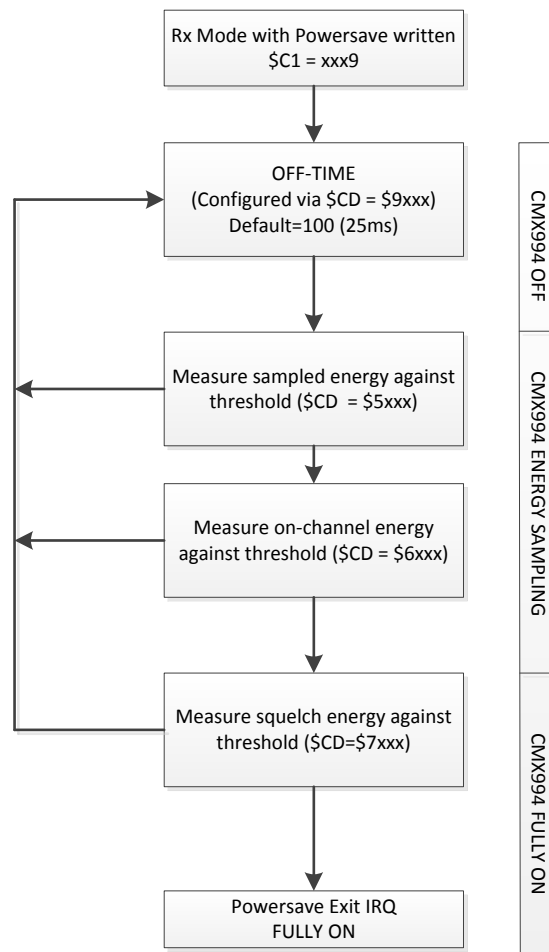 Rx Mode with Powersave written
$C1 = xxx9
OFF-TIME
(Configured via $CD = $9xxx)
Default=100 (25ms)
Measure sampled energy against
threshold ($CD = $5xxx)
Measure on-channel energy
against threshold ($CD = $6xxx)
Measure squelch energy against
threshold ($CD=$7xxx)
Powersave Exit IRQ
FULLY ON
CMX994 OFF
CMX994 ENERGY SAMPLING
CMX994 FULLY ON